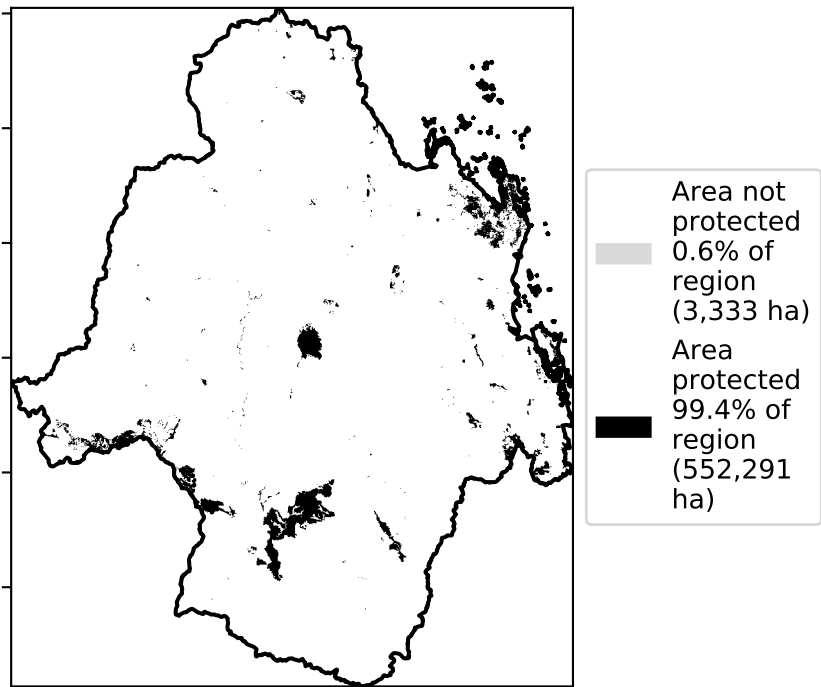 Area not
protected
0.6% of
region
(3,333 ha)
Area
protected
99.4% of
region
(552,291
ha)